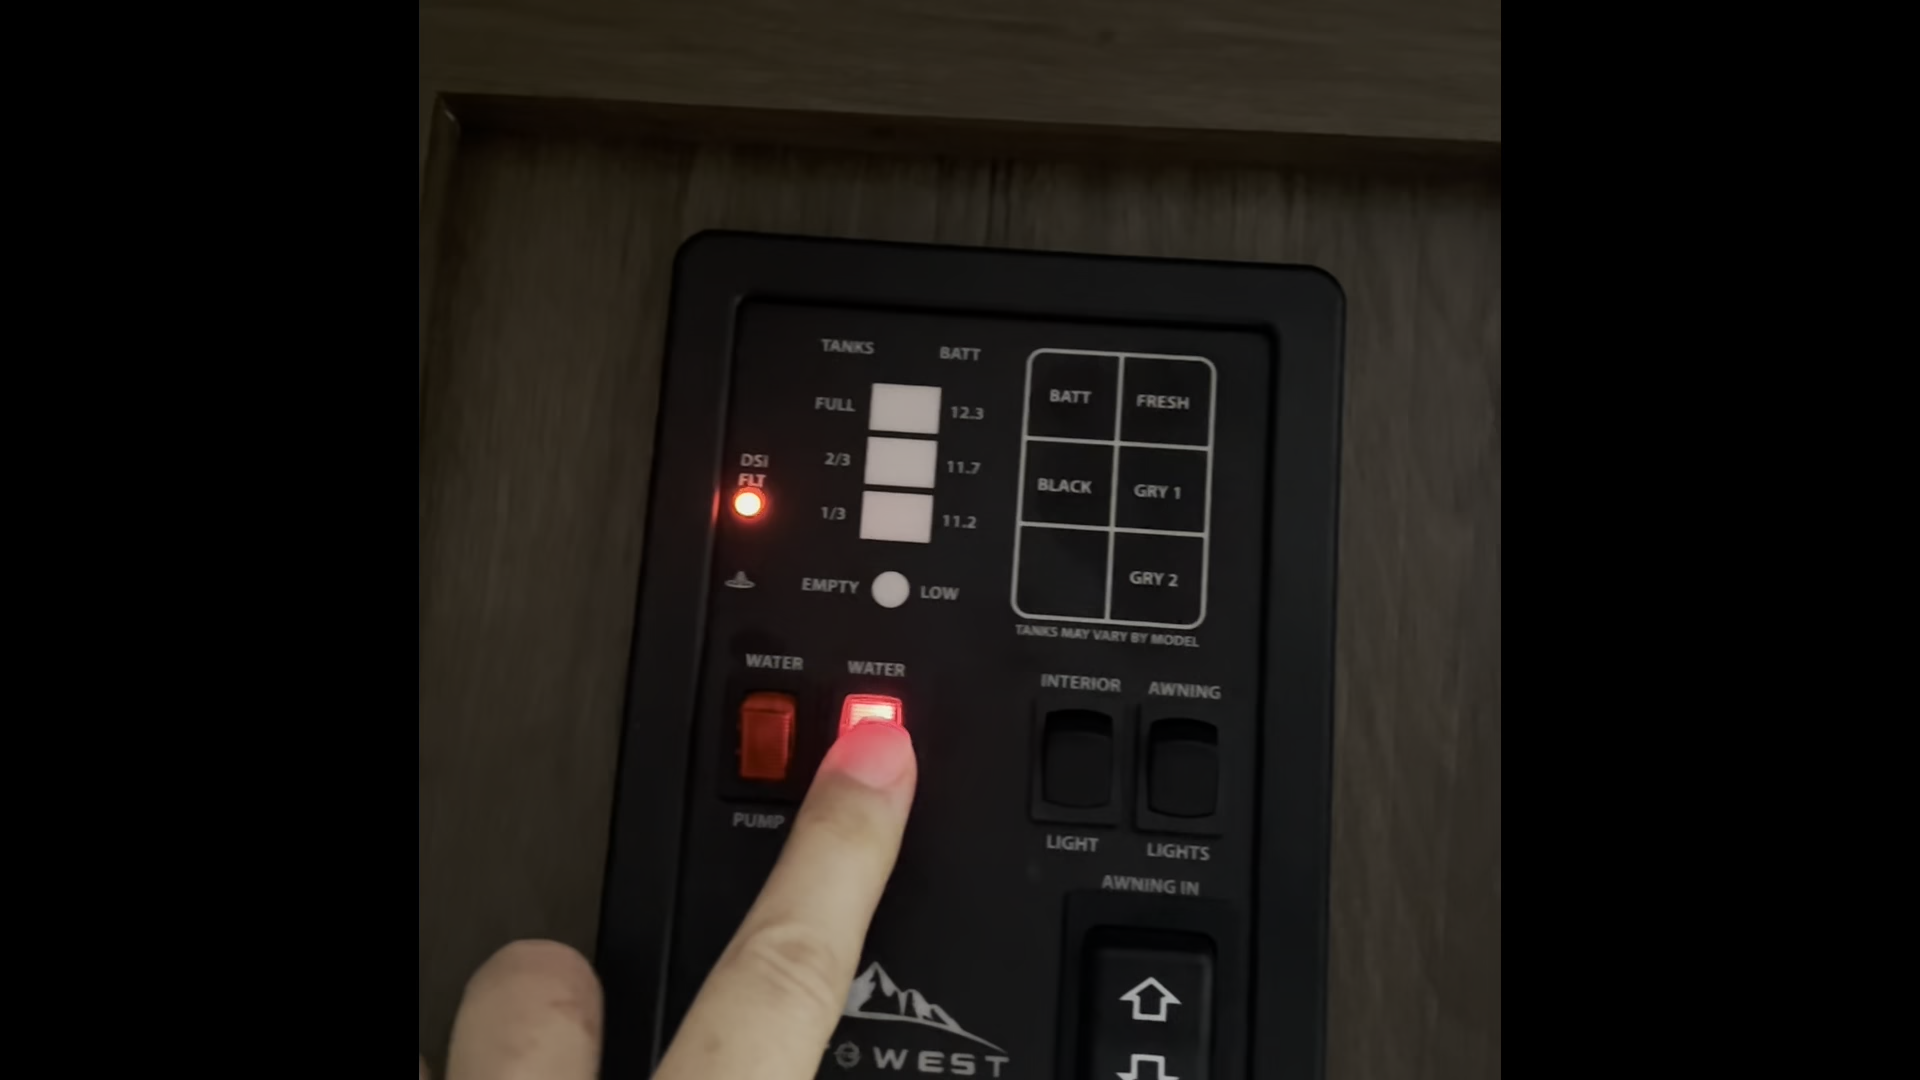 TANKS BATT
FULL 12.3
2/3 11.7
1/3 11.2
EMPTY LOW
DSI
FLT
BATT FRESH
BLACK GRY 1
GRY 2
TANKS MAY VARY BY MODEL
WATER WATER
PUMP
INTERIOR AWNING
LIGHT LIGHTS
AWNING IN
WEST